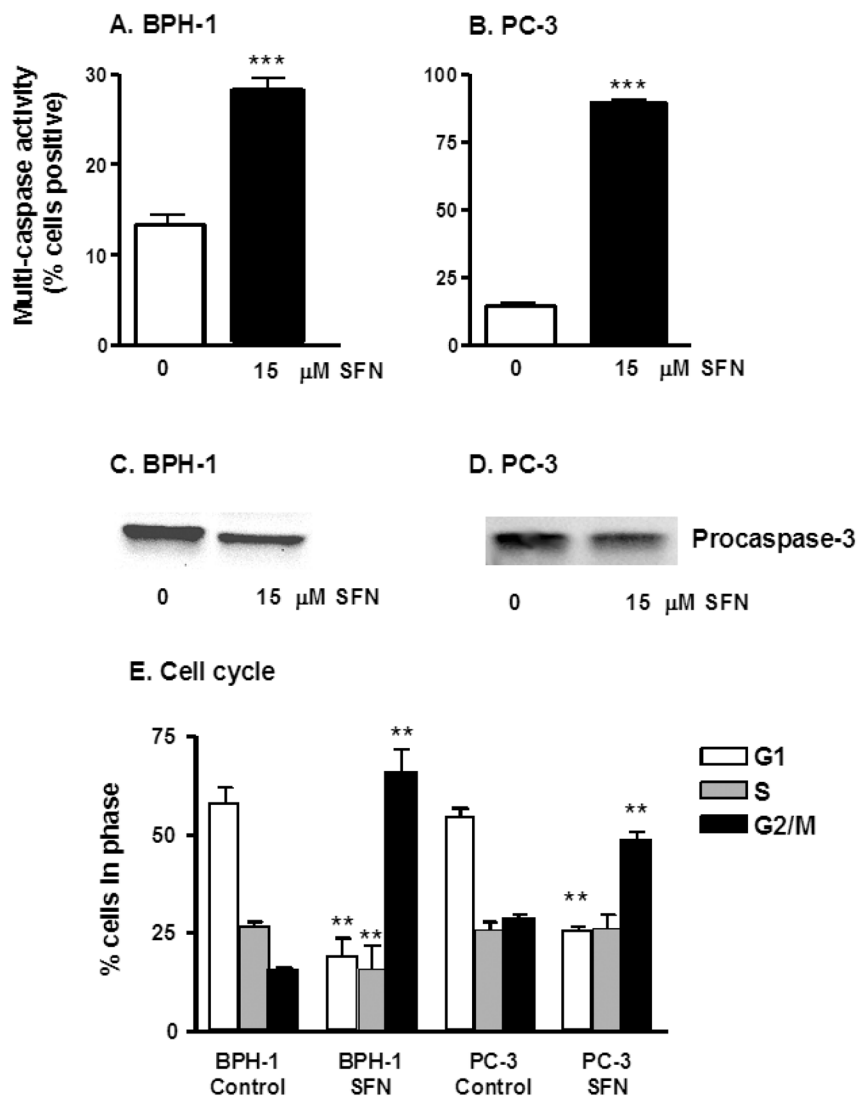 A. BPH-1
B. PC-3
Multi-caspase activity
(% cells positive)
30
20
10
0
***
0 15 μM SFN
100
75
50
25
0
***
0 15 μM SFN
C. BPH-1
D. PC-3
Procaspase-3
0 15 μM SFN
0 15 μM SFN
E. Cell cycle
% cells in phase
75
50
25
0
**
**
**
**
**
G1
S
G2/M
BPH-1
Control
BPH-1
SFN
PC-3
Control
PC-3
SFN